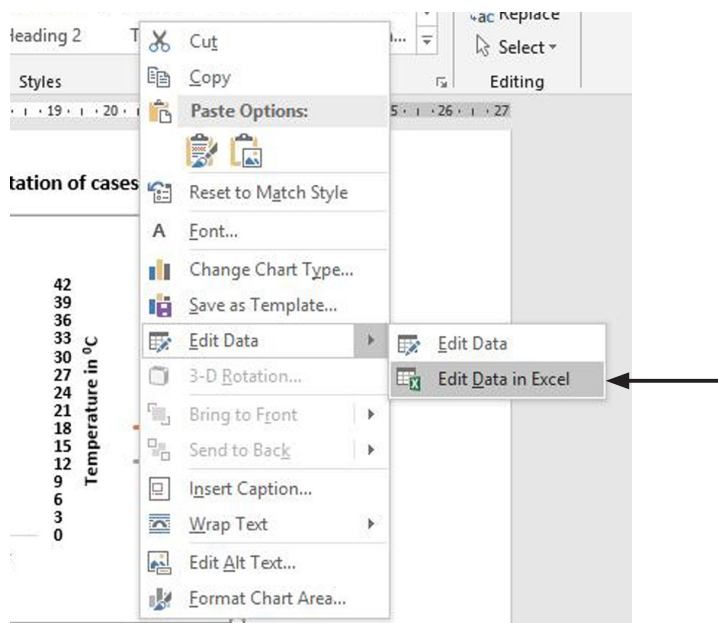 Replace
Heading 2
Select
Styles
Editing
19 20
26 27
tation of cases
42
39
36
33
30
27
24
21
18
15
12
9
6
3
0
Temperature in ⁰C
Cut
Copy
Paste Options:
Reset to Match Style
Font...
Change Chart Type...
Save as Template...
Edit Data
3-D Rotation...
Bring to Front
Send to Back
Insert Caption...
Wrap Text
Edit Alt Text...
Format Chart Area...
Edit Data
Edit Data in Excel